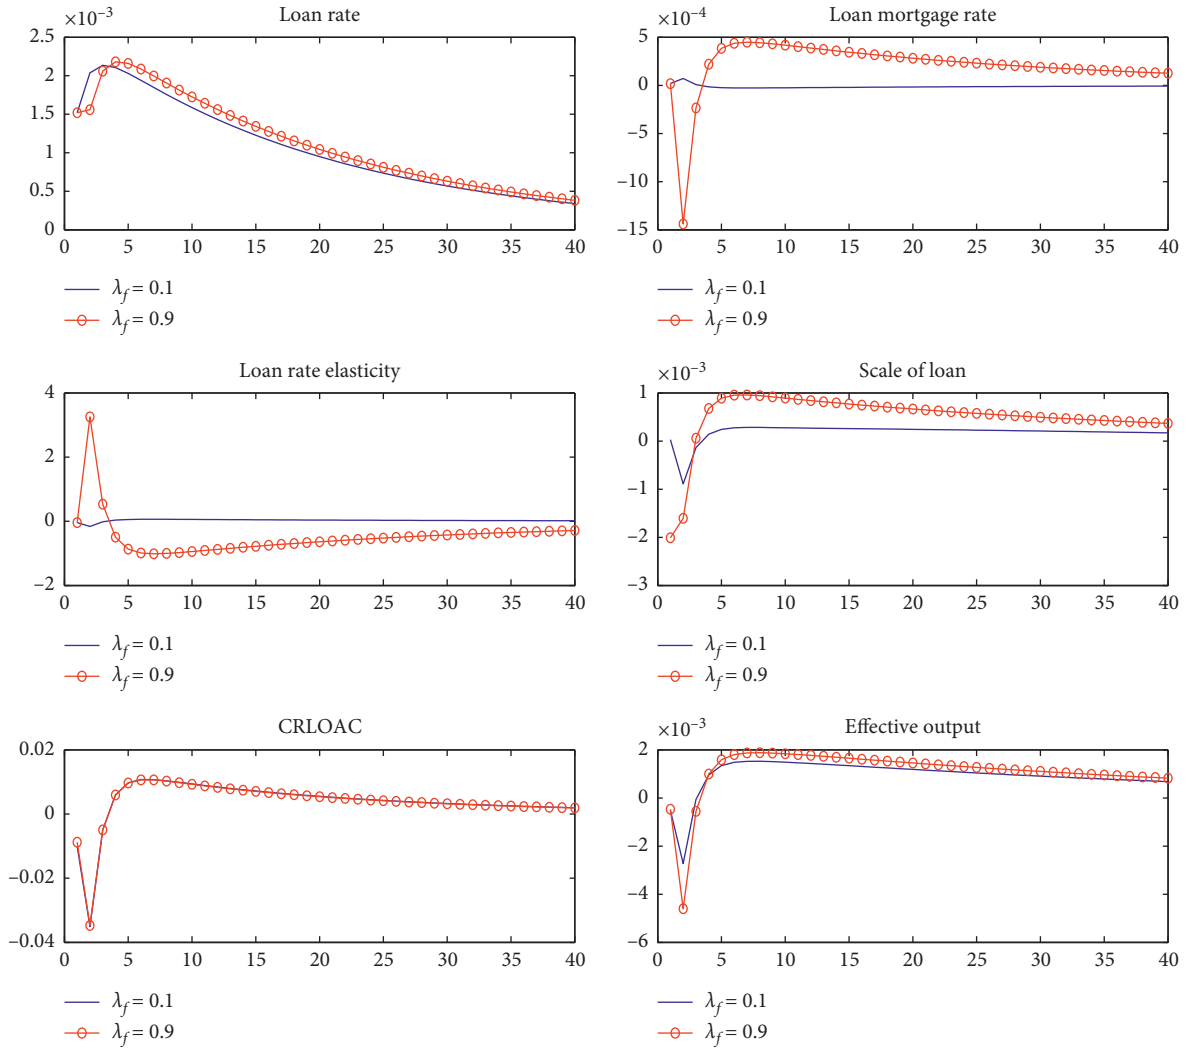 Loan rate
×10⁻³
2.5
2
1.5
1
0.5
0
0 5 10 15 20 25 30 35 40
λf = 0.1
λf = 0.9
Loan mortgage rate
×10⁻⁴
5
0
−5
−10
−15
0 5 10 15 20 25 30 35 40
λf = 0.1
λf = 0.9
Loan rate elasticity
4
2
0
−2
0 5 10 15 20 25 30 35 40
λf = 0.1
λf = 0.9
Scale of loan
×10⁻³
1
0
−1
−2
−3
0 5 10 15 20 25 30 35 40
λf = 0.1
λf = 0.9
CRLOAC
0.02
0
−0.02
−0.04
0 5 10 15 20 25 30 35 40
λf = 0.1
λf = 0.9
Effective output
×10⁻³
2
0
−2
−4
−6
0 5 10 15 20 25 30 35 40
λf = 0.1
λf = 0.9